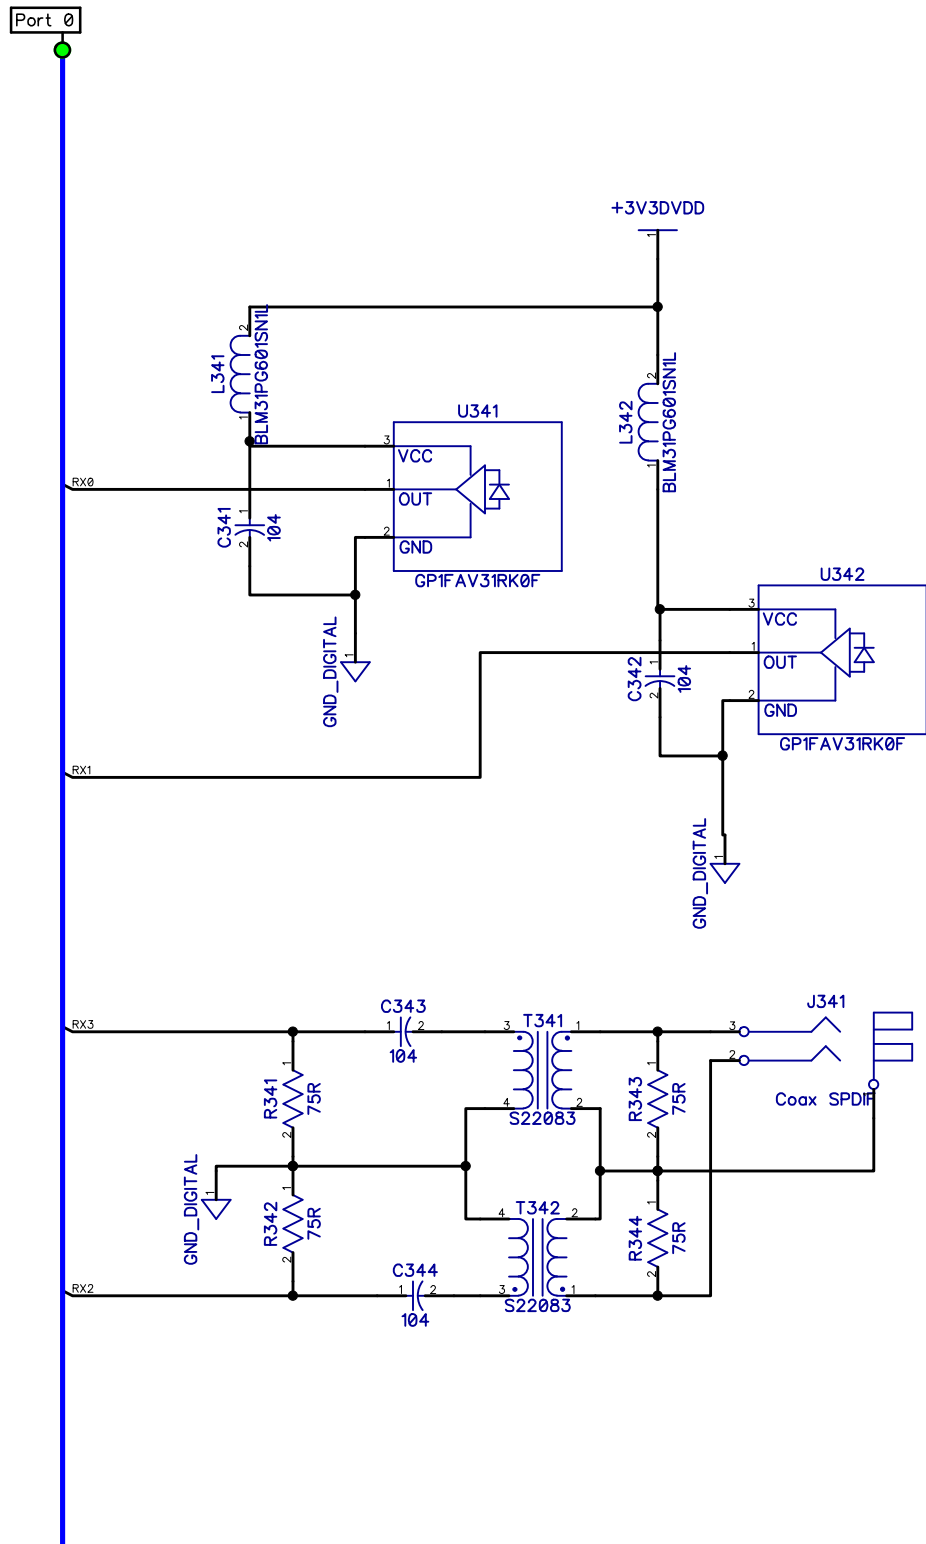 Port 0
+3V3DVDD
1
2
L341
BLM31PG601SN1L
1
2
L342
BLM31PG601SN1L
1
U341
3
VCC
RX0
1
OUT
2
GND
GP1FAV31RK0F
C341
1
2
104
GND_DIGITAL
1
U342
3
VCC
1
OUT
2
GND
GP1FAV31RK0F
C342
1
2
104
RX1
GND_DIGITAL
1
RX3
C343
1
2
104
3
T341
1
4
2
S22083
J341
3
2
Coax SPDIF
R341
1
2
75R
R343
1
2
75R
GND_DIGITAL
1
R342
1
2
75R
4
T342
2
3
1
S22083
R344
1
2
75R
RX2
C344
1
2
104